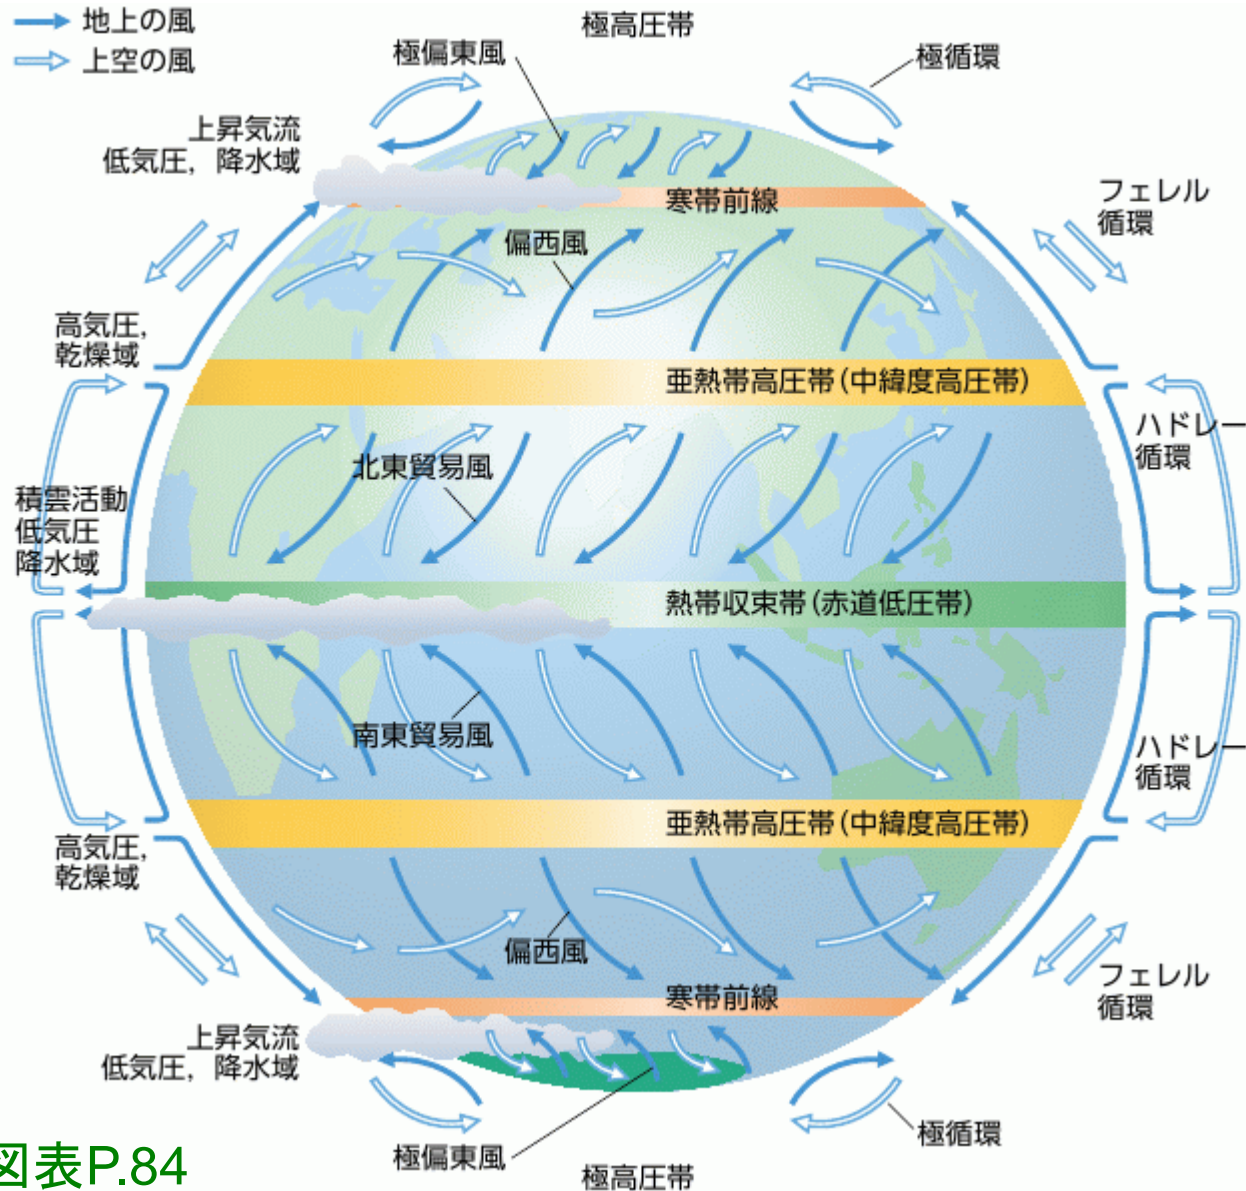 地上の風
上空の風
極高圧帯
極偏東風
極循環
上昇気流
低気圧，降水域
寒帯前線
フェレル
循環
偏西風
高気圧，
乾燥域
亜熱帯高圧帯（中緯度高圧帯）
ハドレー
循環
北東貿易風
積雲活動
低気圧
降水域
熱帯収束帯（赤道低圧帯）
南東貿易風
ハドレー
循環
亜熱帯高圧帯（中緯度高圧帯）
高気圧，
乾燥域
偏西風
フェレル
循環
寒帯前線
上昇気流
低気圧，降水域
極循環
極偏東風
極高圧帯
図表P.84